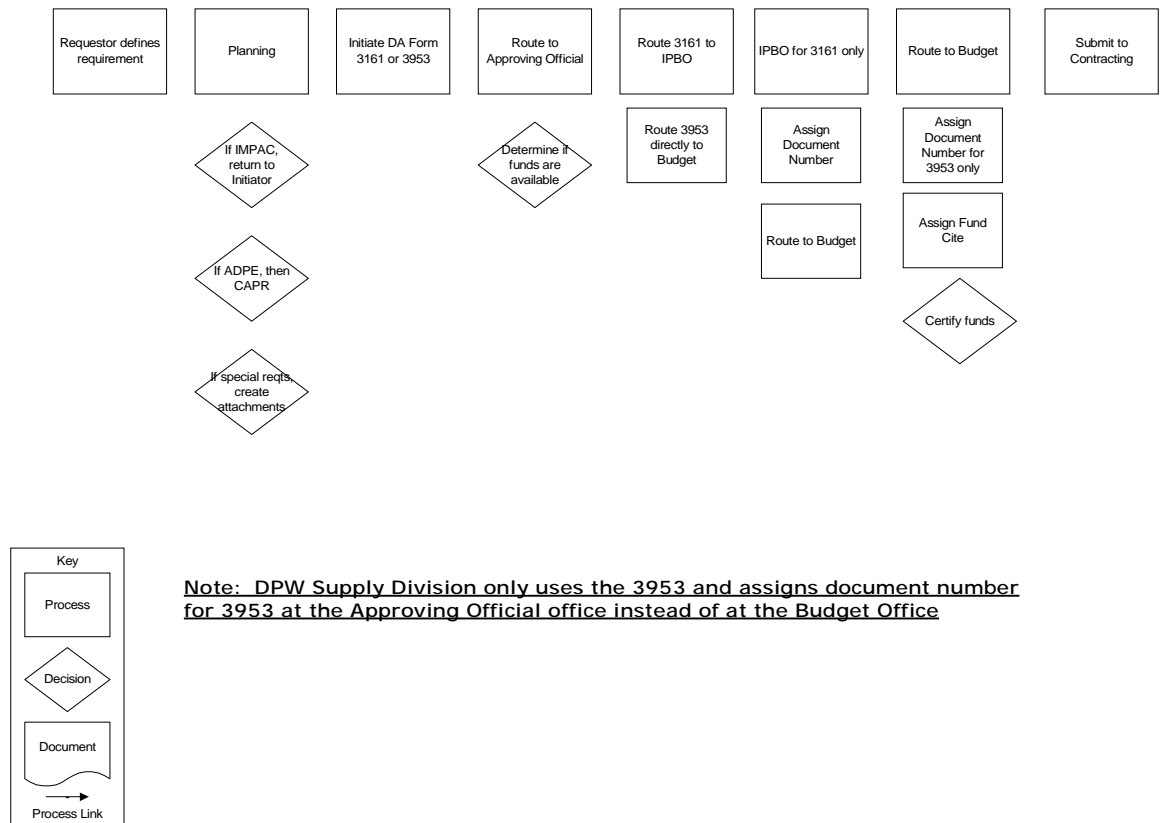 Requestor defines
requirement
Planning
Initiate DA Form
3161 or 3953
Route to
Approving Official
Route 3161 to
IPBO
IPBO for 3161 only
Route to Budget
Submit to
Contracting
If IMPAC,
return to
Initiator
Determine if
funds are
available
Route 3953
directly to
Budget
Assign
Document
Number
Assign
Document
Number for
3953 only
If ADPE, then
CAPR
Route to Budget
Assign Fund
Cite
Certify funds
If special reqts,
create
attachments
Key
Process
Decision
Document
Process Link
Note: DPW Supply Division only uses the 3953 and assigns document number
for 3953 at the Approving Official office instead of at the Budget Office